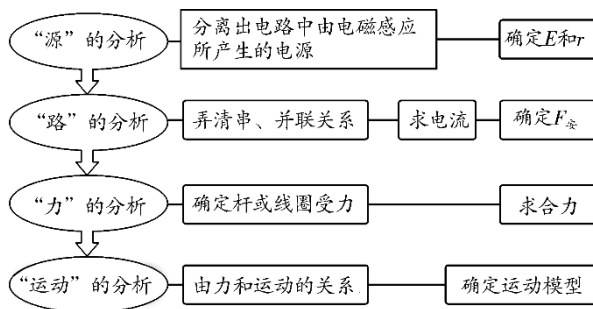 “源”的分析
分离出电路中由电磁感应
所产生的电源
确定E和r
“路”的分析
弄清串、并联关系
求电流
确定F安
“力”的分析
确定杆或线圈受力
求合力
“运动”的分析
由力和运动的关系
确定运动模型